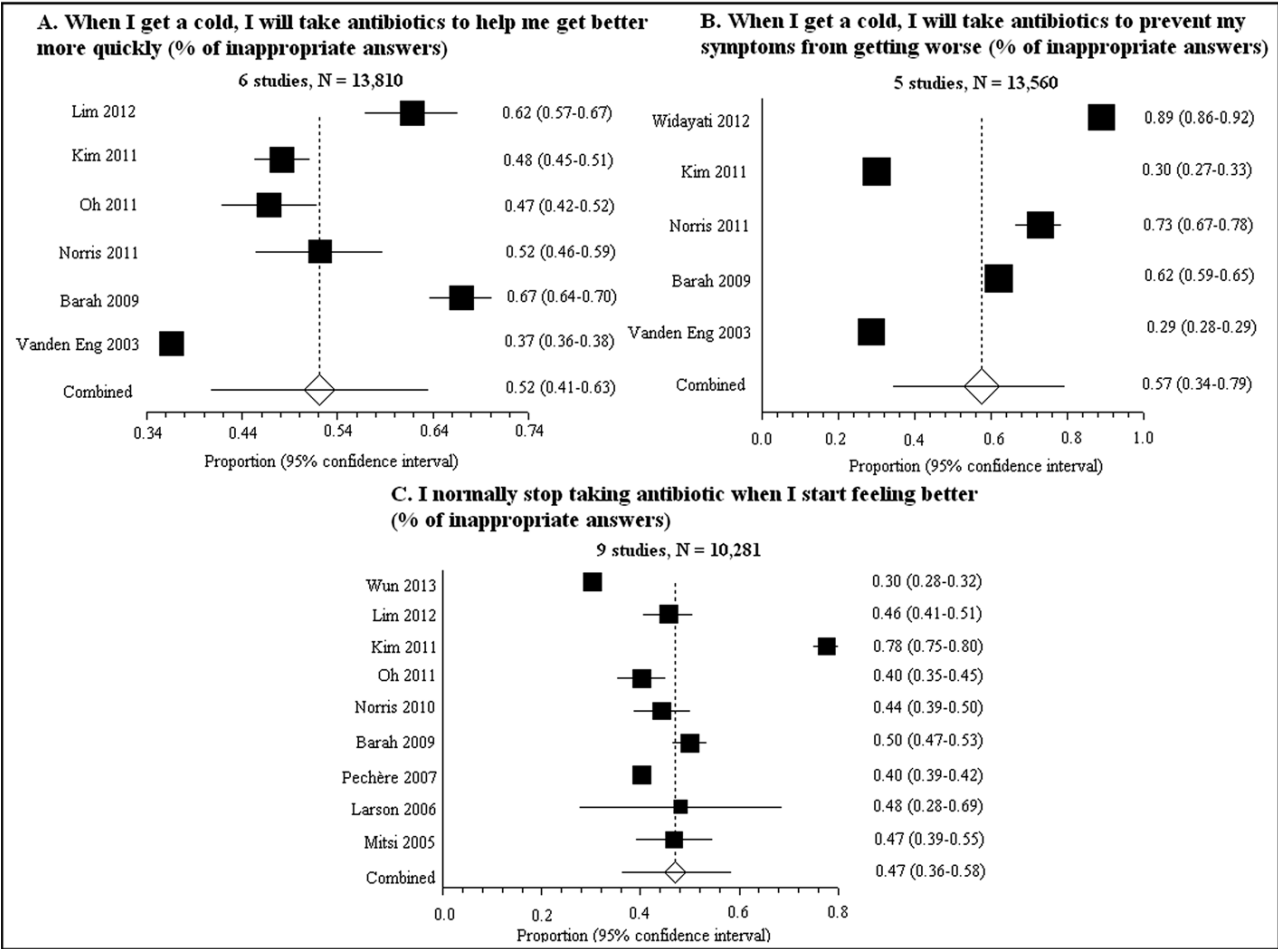 A. When I get a cold, I will take antibiotics to help me get better
more quickly (% of inappropriate answers)
6 studies, N = 13,810
Lim 2012 0.62 (0.57-0.67)
Kim 2011 0.48 (0.45-0.51)
Oh 2011 0.47 (0.42-0.52)
Norris 2011 0.52 (0.46-0.59)
Barah 2009 0.67 (0.64-0.70)
Vanden Eng 2003 0.37 (0.36-0.38)
Combined 0.52 (0.41-0.63)
0.34 0.44 0.54 0.64 0.74
Proportion (95% confidence interval)
B. When I get a cold, I will take antibiotics to prevent my
symptoms from getting worse (% of inappropriate answers)
5 studies, N = 13,560
Widayati 2012 0.89 (0.86-0.92)
Kim 2011 0.30 (0.27-0.33)
Norris 2011 0.73 (0.67-0.78)
Barah 2009 0.62 (0.59-0.65)
Vanden Eng 2003 0.29 (0.28-0.29)
Combined 0.57 (0.34-0.79)
0.0 0.2 0.4 0.6 0.8 1.0
Proportion (95% confidence interval)
C. I normally stop taking antibiotic when I start feeling better
(% of inappropriate answers)
9 studies, N = 10,281
Wun 2013 0.30 (0.28-0.32)
Lim 2012 0.46 (0.41-0.51)
Kim 2011 0.78 (0.75-0.80)
Oh 2011 0.40 (0.35-0.45)
Norris 2010 0.44 (0.39-0.50)
Barah 2009 0.50 (0.47-0.53)
Pechère 2007 0.40 (0.39-0.42)
Larson 2006 0.48 (0.28-0.69)
Mitsi 2005 0.47 (0.39-0.55)
Combined 0.47 (0.36-0.58)
0.0 0.2 0.4 0.6 0.8
Proportion (95% confidence interval)